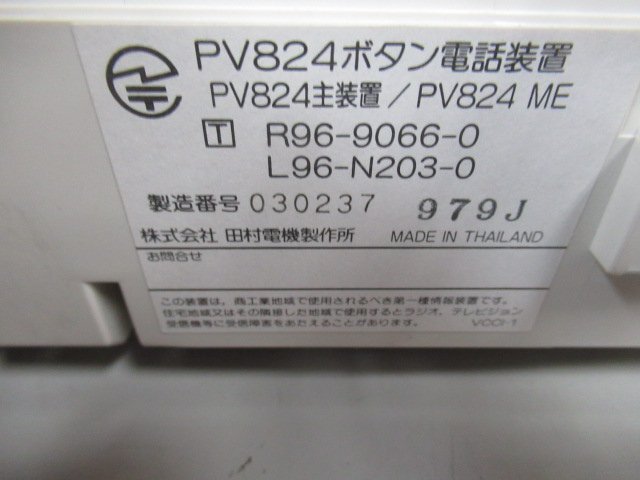 PV824ボタン電話装置
PV824主装置 / PV824 ME
T R96-9066-0
L96-N203-0
製造番号 030237 979J
株式会社 田村電機製作所 MADE IN THAILAND
お問合せ
この装置は、商工業地域で使用されるべき第一種情報装置です。
住宅地域又はその隣接した地域で使用するとラジオ、テレビジョン
受信機等に受信障害をあたえることがあります。 VCCI-1